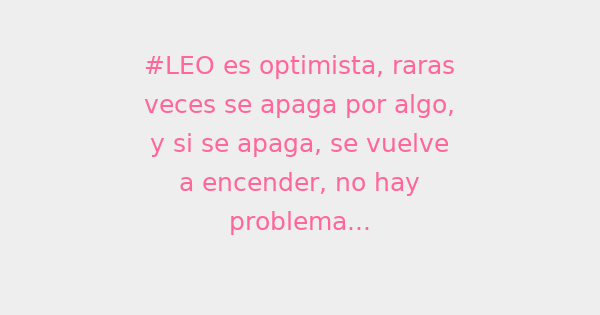 #LEO es optimista, raras
veces se apaga por algo,
y si se apaga, se vuelve
a encender, no hay
problema...